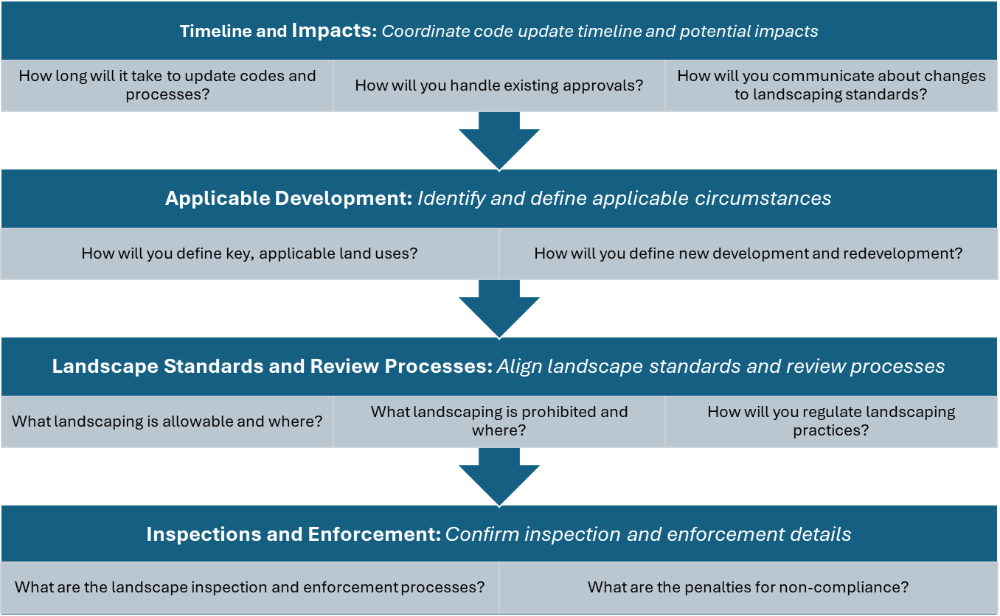 Timeline and Impacts: Coordinate code update timeline and potential impacts
How long will it take to update codes and
processes?
How will you handle existing approvals?
How will you communicate about changes
to landscaping standards?
Applicable Development: Identify and define applicable circumstances
How will you define key, applicable land uses?
How will you define new development and redevelopment?
Landscape Standards and Review Processes: Align landscape standards and review processes
What landscaping is allowable and where?
What landscaping is prohibited and
where?
How will you regulate landscaping
practices?
Inspections and Enforcement: Confirm inspection and enforcement details
What are the landscape inspection and enforcement processes?
What are the penalties for non-compliance?